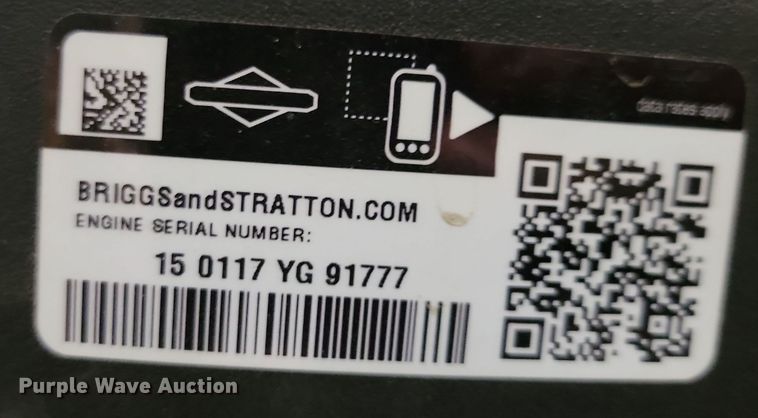 data rates apply
BRIGGSandSTRATTON.COM
ENGINE SERIAL NUMBER:
15 0117 YG 91777
Purple Wave Auction